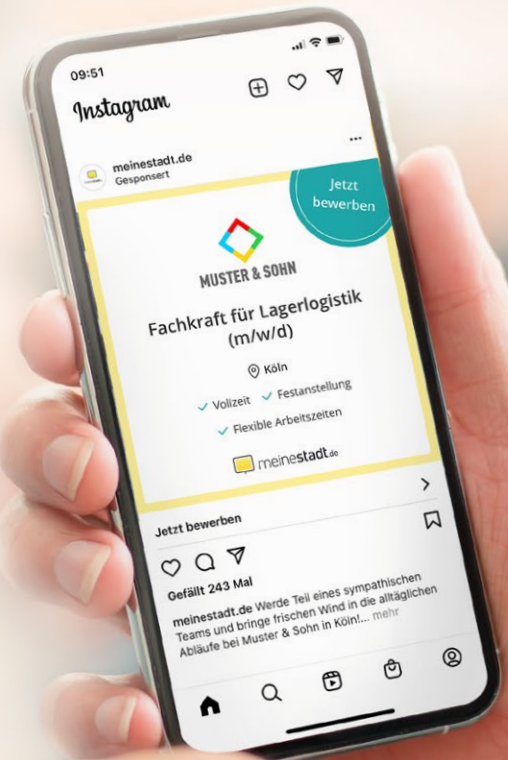 09:51
Instagram
meinestadt.de
Gesponsert
Jetzt
bewerben
MUSTER & SOHN
Fachkraft für Lagerlogistik
(m/w/d)
Köln
Vollzeit Festanstellung
Flexible Arbeitszeiten
meinestadt.de
Jetzt bewerben
Gefällt 243 Mal
meinestadt.de Werde Teil eines sympathischen
Teams und bringe frischen Wind in die alltäglichen
Abläufe bei Muster & Sohn in Köln!... mehr